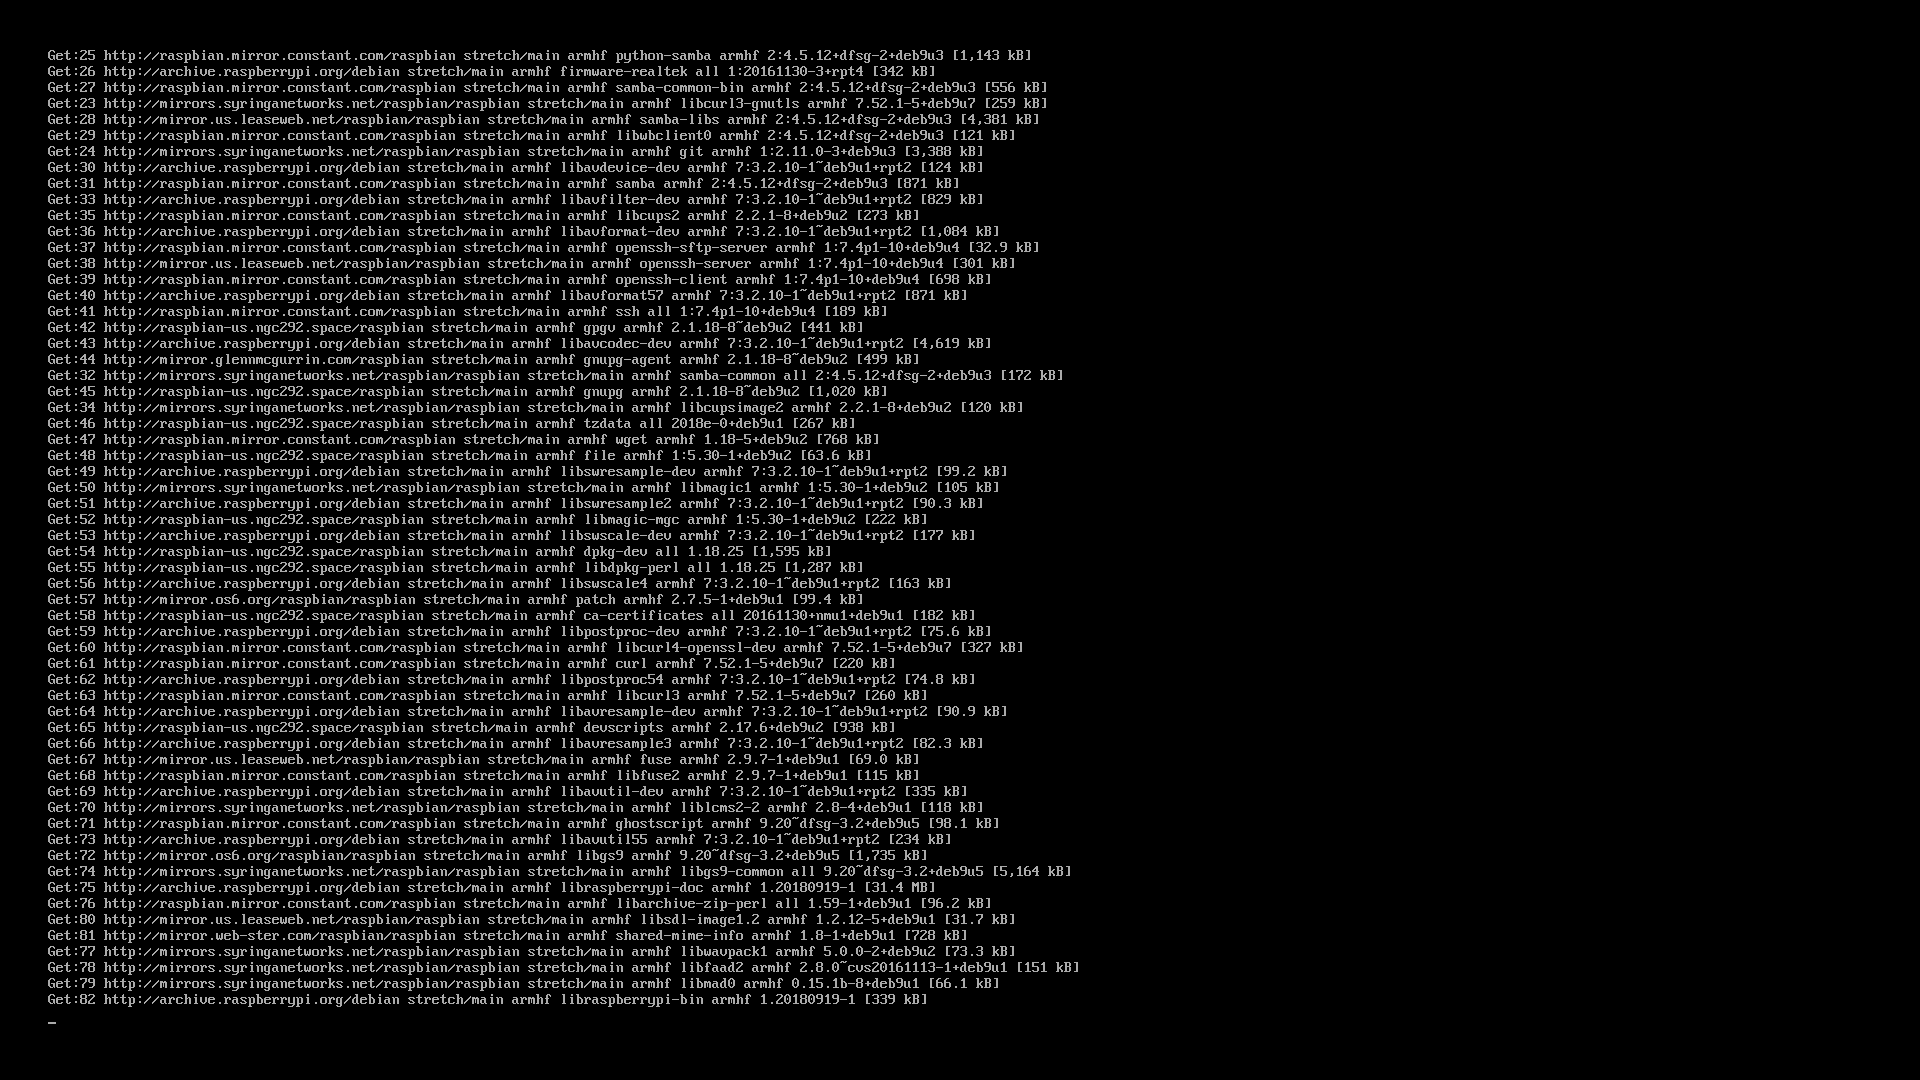 Get:25 http://raspbian.mirror.constant.com/raspbian stretch/main armhf python-samba armhf 2:4.5.12+dfsg-2+deb9u3 [1,143 kB]
Get:26 http://archive.raspberrypi.org/debian stretch/main armhf firmware-realtek all 1:20161130-3+rpt4 [342 kB]
Get:27 http://raspbian.mirror.constant.com/raspbian stretch/main armhf samba-common-bin armhf 2:4.5.12+dfsg-2+deb9u3 [556 kB]
Get:23 http://mirrors.syringanetworks.net/raspbian/raspbian stretch/main armhf libcurl3-gnutls armhf 7.52.1-5+deb9u7 [259 kB]
Get:28 http://mirror.us.leaseweb.net/raspbian/raspbian stretch/main armhf samba-libs armhf 2:4.5.12+dfsg-2+deb9u3 [4,381 kB]
Get:29 http://raspbian.mirror.constant.com/raspbian stretch/main armhf libwbclient0 armhf 2:4.5.12+dfsg-2+deb9u3 [121 kB]
Get:24 http://mirrors.syringanetworks.net/raspbian/raspbian stretch/main armhf git armhf 1:2.11.0-3+deb9u3 [3,388 kB]
Get:30 http://archive.raspberrypi.org/debian stretch/main armhf libavdevice-dev armhf 7:3.2.10-1~deb9u1+rpt2 [124 kB]
Get:31 http://raspbian.mirror.constant.com/raspbian stretch/main armhf samba armhf 2:4.5.12+dfsg-2+deb9u3 [871 kB]
Get:33 http://archive.raspberrypi.org/debian stretch/main armhf libavfilter-dev armhf 7:3.2.10-1~deb9u1+rpt2 [829 kB]
Get:35 http://raspbian.mirror.constant.com/raspbian stretch/main armhf libcups2 armhf 2.2.1-8+deb9u2 [273 kB]
Get:36 http://archive.raspberrypi.org/debian stretch/main armhf libavformat-dev armhf 7:3.2.10-1~deb9u1+rpt2 [1,084 kB]
Get:37 http://raspbian.mirror.constant.com/raspbian stretch/main armhf openssh-sftp-server armhf 1:7.4p1-10+deb9u4 [32.9 kB]
Get:38 http://mirror.us.leaseweb.net/raspbian/raspbian stretch/main armhf openssh-server armhf 1:7.4p1-10+deb9u4 [301 kB]
Get:39 http://raspbian.mirror.constant.com/raspbian stretch/main armhf openssh-client armhf 1:7.4p1-10+deb9u4 [698 kB]
Get:40 http://archive.raspberrypi.org/debian stretch/main armhf libavformat57 armhf 7:3.2.10-1~deb9u1+rpt2 [871 kB]
Get:41 http://raspbian.mirror.constant.com/raspbian stretch/main armhf ssh all 1:7.4p1-10+deb9u4 [189 kB]
Get:42 http://raspbian-us.ngc292.space/raspbian stretch/main armhf gpgv armhf 2.1.18-8~deb9u2 [441 kB]
Get:43 http://archive.raspberrypi.org/debian stretch/main armhf libavcodec-dev armhf 7:3.2.10-1~deb9u1+rpt2 [4,619 kB]
Get:44 http://mirror.glennmcgurrin.com/raspbian stretch/main armhf gnupg-agent armhf 2.1.18-8~deb9u2 [499 kB]
Get:32 http://mirrors.syringanetworks.net/raspbian/raspbian stretch/main armhf samba-common all 2:4.5.12+dfsg-2+deb9u3 [172 kB]
Get:45 http://raspbian-us.ngc292.space/raspbian stretch/main armhf gnupg armhf 2.1.18-8~deb9u2 [1,020 kB]
Get:34 http://mirrors.syringanetworks.net/raspbian/raspbian stretch/main armhf libcupsimage2 armhf 2.2.1-8+deb9u2 [120 kB]
Get:46 http://raspbian-us.ngc292.space/raspbian stretch/main armhf tzdata all 2018e-0+deb9u1 [267 kB]
Get:47 http://raspbian.mirror.constant.com/raspbian stretch/main armhf wget armhf 1.18-5+deb9u2 [768 kB]
Get:48 http://raspbian-us.ngc292.space/raspbian stretch/main armhf file armhf 1:5.30-1+deb9u2 [63.6 kB]
Get:49 http://archive.raspberrypi.org/debian stretch/main armhf libswresample-dev armhf 7:3.2.10-1~deb9u1+rpt2 [99.2 kB]
Get:50 http://mirrors.syringanetworks.net/raspbian/raspbian stretch/main armhf libmagic1 armhf 1:5.30-1+deb9u2 [105 kB]
Get:51 http://archive.raspberrypi.org/debian stretch/main armhf libswresample2 armhf 7:3.2.10-1~deb9u1+rpt2 [90.3 kB]
Get:52 http://raspbian-us.ngc292.space/raspbian stretch/main armhf libmagic-mgc armhf 1:5.30-1+deb9u2 [222 kB]
Get:53 http://archive.raspberrypi.org/debian stretch/main armhf libswscale-dev armhf 7:3.2.10-1~deb9u1+rpt2 [177 kB]
Get:54 http://raspbian-us.ngc292.space/raspbian stretch/main armhf dpkg-dev all 1.18.25 [1,595 kB]
Get:55 http://raspbian-us.ngc292.space/raspbian stretch/main armhf libdpkg-perl all 1.18.25 [1,287 kB]
Get:56 http://archive.raspberrypi.org/debian stretch/main armhf libswscale4 armhf 7:3.2.10-1~deb9u1+rpt2 [163 kB]
Get:57 http://mirror.os6.org/raspbian/raspbian stretch/main armhf patch armhf 2.7.5-1+deb9u1 [99.4 kB]
Get:58 http://raspbian-us.ngc292.space/raspbian stretch/main armhf ca-certificates all 20161130+nmu1+deb9u1 [182 kB]
Get:59 http://archive.raspberrypi.org/debian stretch/main armhf libpostproc-dev armhf 7:3.2.10-1~deb9u1+rpt2 [75.6 kB]
Get:60 http://raspbian.mirror.constant.com/raspbian stretch/main armhf libcurl4-openssl-dev armhf 7.52.1-5+deb9u7 [327 kB]
Get:61 http://raspbian.mirror.constant.com/raspbian stretch/main armhf curl armhf 7.52.1-5+deb9u7 [220 kB]
Get:62 http://archive.raspberrypi.org/debian stretch/main armhf libpostproc54 armhf 7:3.2.10-1~deb9u1+rpt2 [74.8 kB]
Get:63 http://raspbian.mirror.constant.com/raspbian stretch/main armhf libcurl3 armhf 7.52.1-5+deb9u7 [260 kB]
Get:64 http://archive.raspberrypi.org/debian stretch/main armhf libavresample-dev armhf 7:3.2.10-1~deb9u1+rpt2 [90.9 kB]
Get:65 http://raspbian-us.ngc292.space/raspbian stretch/main armhf devscripts armhf 2.17.6+deb9u2 [938 kB]
Get:66 http://archive.raspberrypi.org/debian stretch/main armhf libavresample3 armhf 7:3.2.10-1~deb9u1+rpt2 [82.3 kB]
Get:67 http://mirror.us.leaseweb.net/raspbian/raspbian stretch/main armhf fuse armhf 2.9.7-1+deb9u1 [69.0 kB]
Get:68 http://raspbian.mirror.constant.com/raspbian stretch/main armhf libfuse2 armhf 2.9.7-1+deb9u1 [115 kB]
Get:69 http://archive.raspberrypi.org/debian stretch/main armhf libavutil-dev armhf 7:3.2.10-1~deb9u1+rpt2 [335 kB]
Get:70 http://mirrors.syringanetworks.net/raspbian/raspbian stretch/main armhf liblcms2-2 armhf 2.8-4+deb9u1 [118 kB]
Get:71 http://raspbian.mirror.constant.com/raspbian stretch/main armhf ghostscript armhf 9.20~dfsg-3.2+deb9u5 [98.1 kB]
Get:73 http://archive.raspberrypi.org/debian stretch/main armhf libavutil55 armhf 7:3.2.10-1~deb9u1+rpt2 [234 kB]
Get:72 http://mirror.os6.org/raspbian/raspbian stretch/main armhf libgs9 armhf 9.20~dfsg-3.2+deb9u5 [1,735 kB]
Get:74 http://mirrors.syringanetworks.net/raspbian/raspbian stretch/main armhf libgs9-common all 9.20~dfsg-3.2+deb9u5 [5,164 kB]
Get:75 http://archive.raspberrypi.org/debian stretch/main armhf libraspberrypi-doc armhf 1.20180919-1 [31.4 MB]
Get:76 http://raspbian.mirror.constant.com/raspbian stretch/main armhf libarchive-zip-perl all 1.59-1+deb9u1 [96.2 kB]
Get:80 http://mirror.us.leaseweb.net/raspbian/raspbian stretch/main armhf libsdl-image1.2 armhf 1.2.12-5+deb9u1 [31.7 kB]
Get:81 http://mirror.web-ster.com/raspbian/raspbian stretch/main armhf shared-mime-info armhf 1.8-1+deb9u1 [728 kB]
Get:77 http://mirrors.syringanetworks.net/raspbian/raspbian stretch/main armhf libwavpack1 armhf 5.0.0-2+deb9u2 [73.3 kB]
Get:78 http://mirrors.syringanetworks.net/raspbian/raspbian stretch/main armhf libfaad2 armhf 2.8.0~cvs20161113-1+deb9u1 [151 kB]
Get:79 http://mirrors.syringanetworks.net/raspbian/raspbian stretch/main armhf libmad0 armhf 0.15.1b-8+deb9u1 [66.1 kB]
Get:82 http://archive.raspberrypi.org/debian stretch/main armhf libraspberrypi-bin armhf 1.20180919-1 [339 kB]